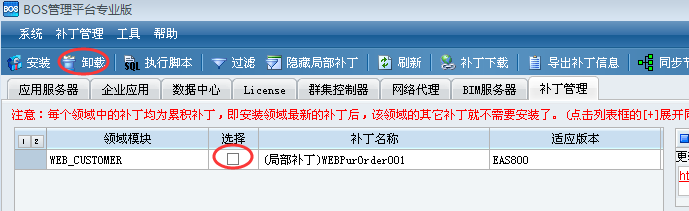 BOS BOS管理平台专业版
系统 补丁管理 工具 帮助
安装 卸载 SQL 执行脚本 过滤 隐藏局部补丁 刷新 补丁下载 导出补丁信息 同步节
应用服务器 企业应用 数据中心 License 群集控制器 网络代理 BIM服务器 补丁管理
注意：每个领域中的补丁均为累积补丁，即安装领域最新的补丁后，该领域的其它补丁就不需要安装了。(点击列表框的[+]展开同
1 2 领域模块 选择 补丁名称 适应版本
更
WEB_CUSTOMER (局部补丁)WEBPurOrder001 EAS800
ht